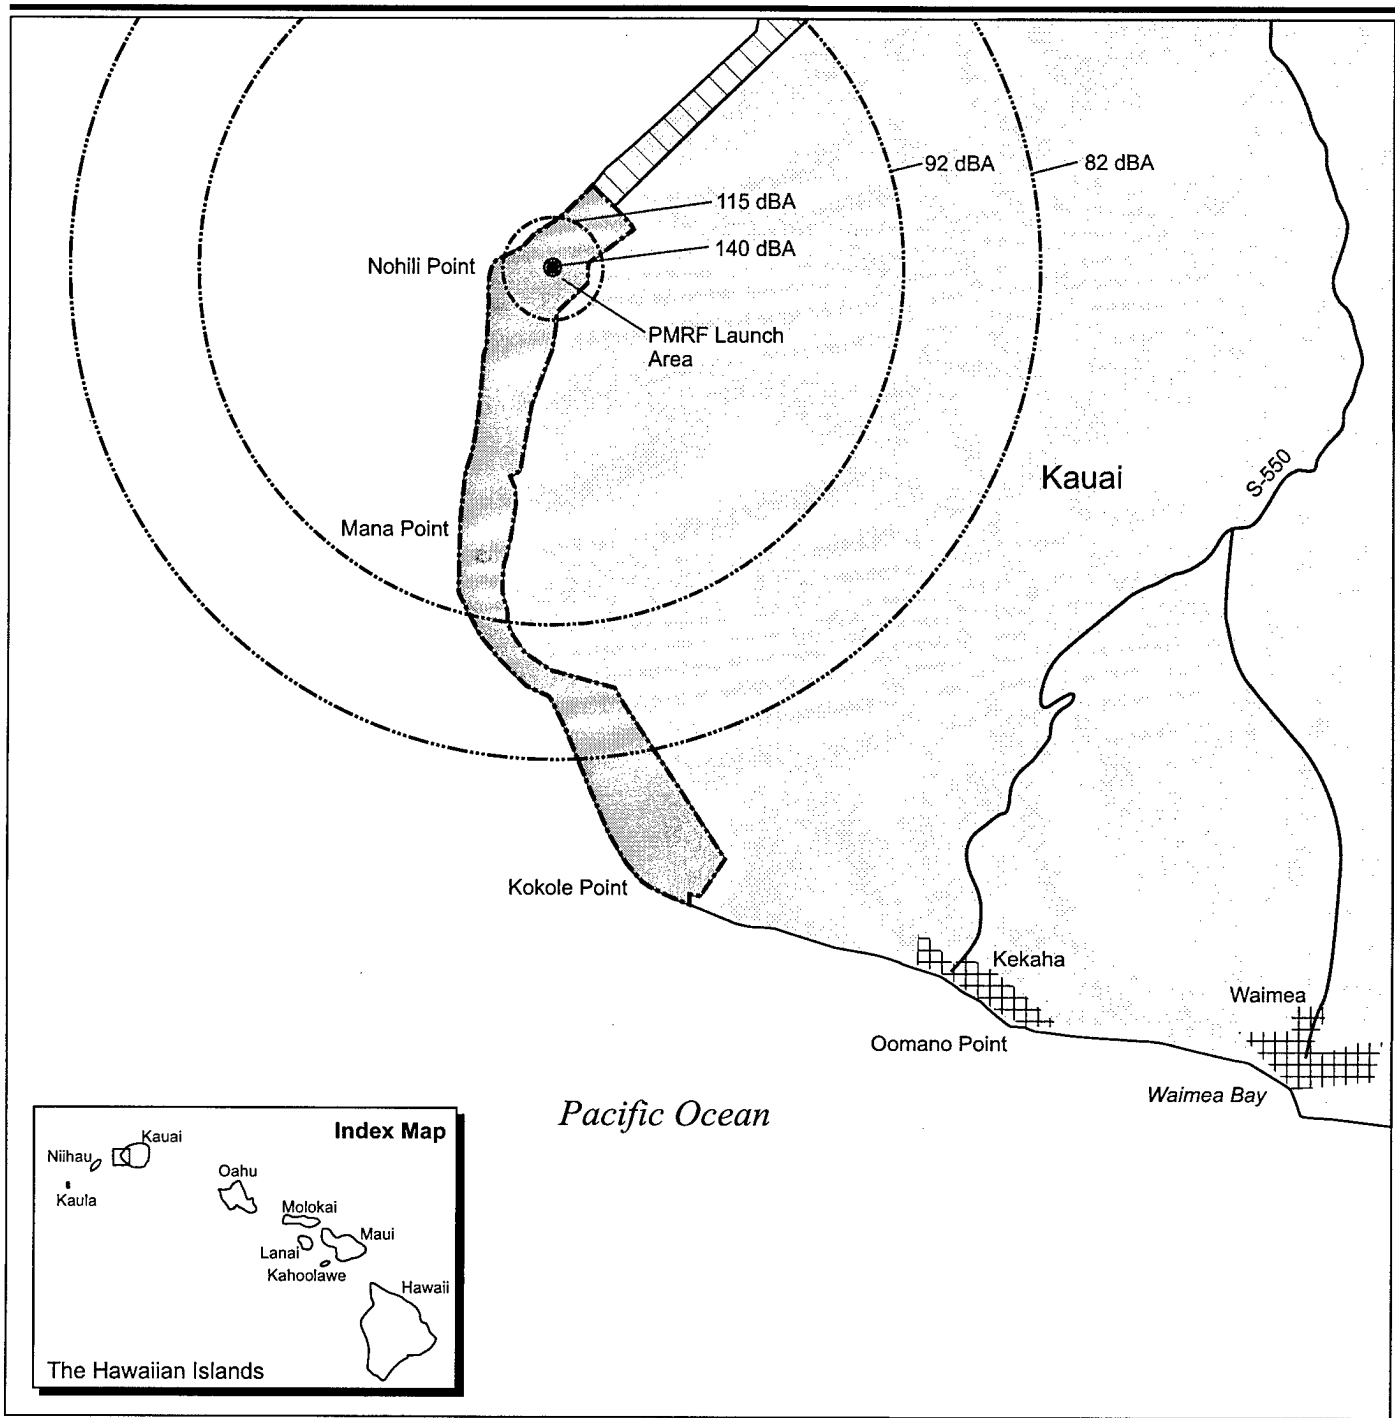 92 dBA
82 dBA
115 dBA
140 dBA
Nohili Point
PMRF Launch
Area
Kauai
S-550
Mana Point
Kokole Point
Kekaha
Waimea
Oomano Point
Waimea Bay
Pacific Ocean
Index Map
Kauai
Niihau
Kaula
Oahu
Molokai
Maui
Lanai
Kahoolawe
Hawaii
The Hawaiian Islands